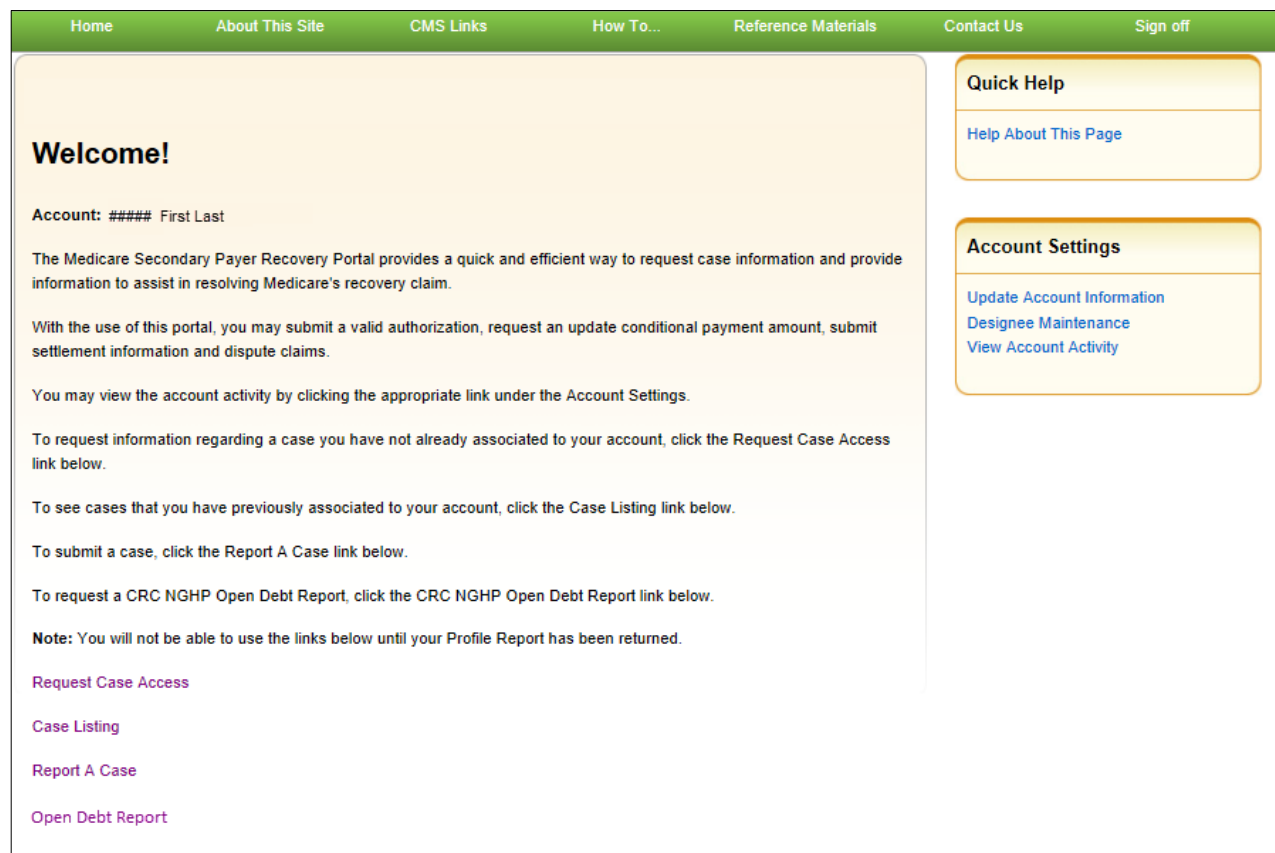 Home About This Site CMS Links How To... Reference Materials Contact Us Sign off
Welcome!
Account: ##### First Last
The Medicare Secondary Payer Recovery Portal provides a quick and efficient way to request case information and provide
information to assist in resolving Medicare's recovery claim.
With the use of this portal, you may submit a valid authorization, request an update conditional payment amount, submit
settlement information and dispute claims.
You may view the account activity by clicking the appropriate link under the Account Settings.
To request information regarding a case you have not already associated to your account, click the Request Case Access
link below.
To see cases that you have previously associated to your account, click the Case Listing link below.
To submit a case, click the Report A Case link below.
To request a CRC NGHP Open Debt Report, click the CRC NGHP Open Debt Report link below.
Note: You will not be able to use the links below until your Profile Report has been returned.
Request Case Access
Case Listing
Report A Case
Open Debt Report
Quick Help
Help About This Page
Account Settings
Update Account Information
Designee Maintenance
View Account Activity